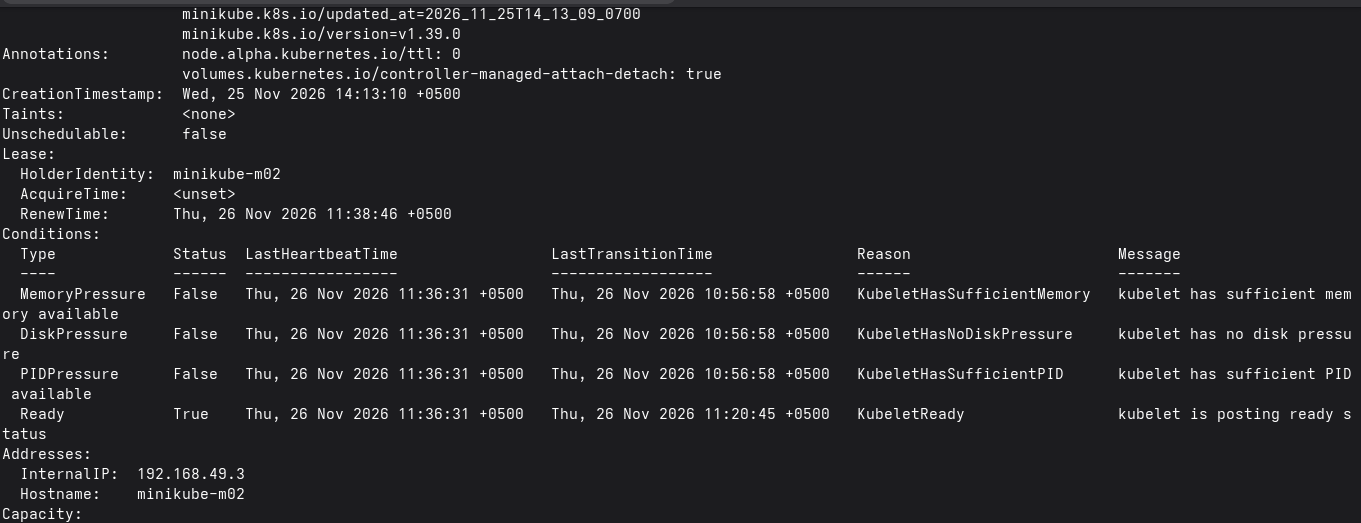 minikube.k8s.io/updated_at=2026_11_25T14_13_09_0700
                    minikube.k8s.io/version=v1.39.0
Annotations:        node.alpha.kubernetes.io/ttl: 0
                    volumes.kubernetes.io/controller-managed-attach-detach: true
CreationTimestamp:  Wed, 25 Nov 2026 14:13:10 +0500
Taints:             <none>
Unschedulable:      false
Lease:
  HolderIdentity:  minikube-m02
  AcquireTime:     <unset>
  RenewTime:       Thu, 26 Nov 2026 11:38:46 +0500
Conditions:
  Type             Status  LastHeartbeatTime                 LastTransitionTime                Reason                       Message
  ----             ------  -----------------                 ------------------                ------                       -------
  MemoryPressure   False   Thu, 26 Nov 2026 11:36:31 +0500   Thu, 26 Nov 2026 10:56:58 +0500   KubeletHasSufficientMemory   kubelet has sufficient mem
ory available
  DiskPressure     False   Thu, 26 Nov 2026 11:36:31 +0500   Thu, 26 Nov 2026 10:56:58 +0500   KubeletHasNoDiskPressure     kubelet has no disk pressu
re
  PIDPressure      False   Thu, 26 Nov 2026 11:36:31 +0500   Thu, 26 Nov 2026 10:56:58 +0500   KubeletHasSufficientPID      kubelet has sufficient PID
 available
  Ready            True    Thu, 26 Nov 2026 11:36:31 +0500   Thu, 26 Nov 2026 11:20:45 +0500   KubeletReady                 kubelet is posting ready s
tatus
Addresses:
  InternalIP:  192.168.49.3
  Hostname:    minikube-m02
Capacity: